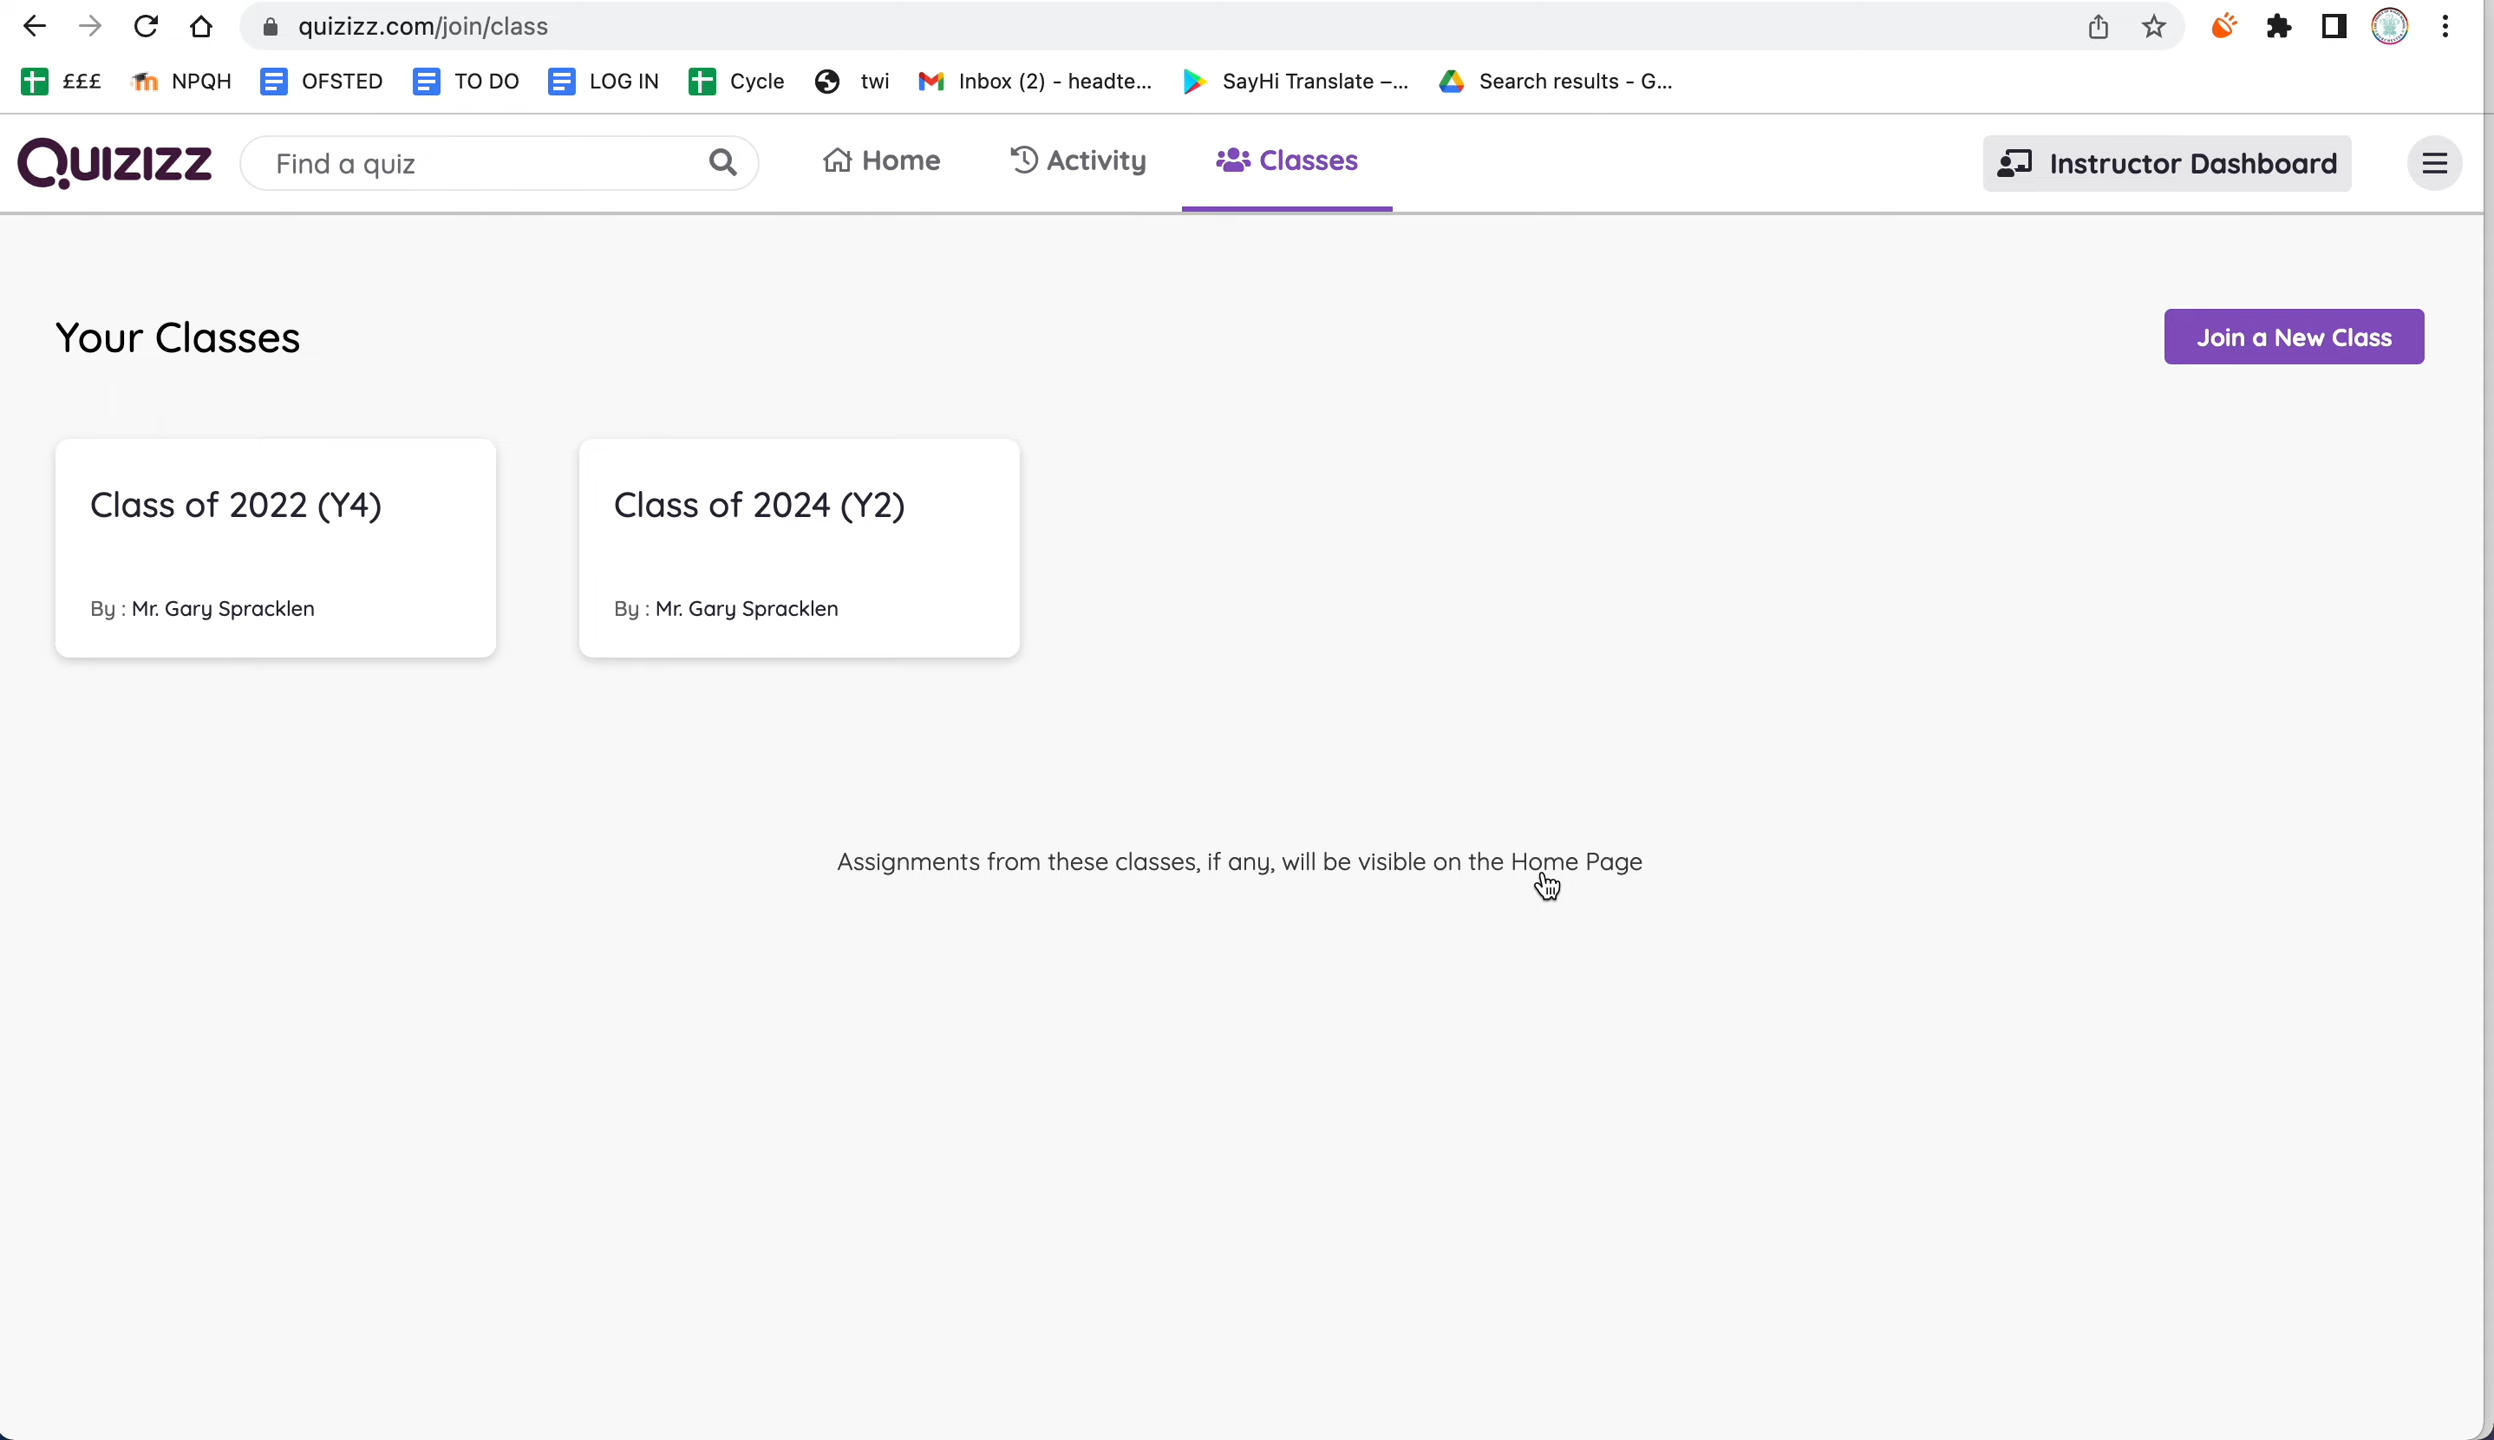 quizizz.com/join/class
£££ NPQH OFSTED TO DO LOG IN Cycle twi Inbox (2) - headte... SayHi Translate –... Search results - G...
QUIZIZZ Find a quiz Home Activity Classes Instructor Dashboard
Your Classes Join a New Class
Class of 2022 (Y4) Class of 2024 (Y2)
By : Mr. Gary Spracklen By : Mr. Gary Spracklen
Assignments from these classes, if any, will be visible on the Home Page